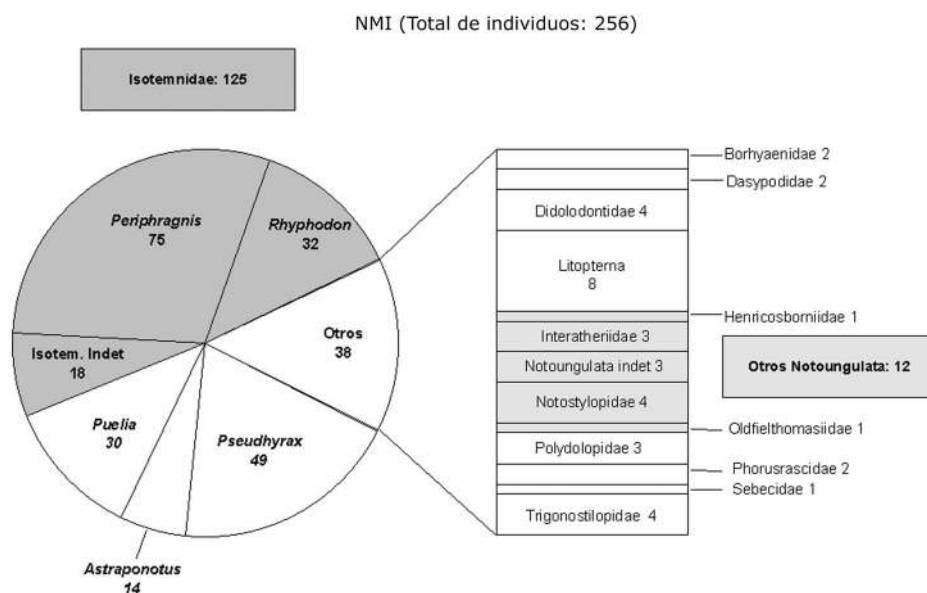 NMI (Total de individuos: 256)
Isotemnidae: 125
Periphragnis
75
Rhyphodon
32
Otros
38
Isotem. Indet
18
Puelia
30
Pseudhyrax
49
Astraponotus
14
Borhyaenidae 2
Dasypodidae 2
Didolodontidae 4
Litopterna
8
Henricosborniidae 1
Interatheriidae 3
Notoungulata indet 3
Otros Notoungulata: 12
Notostylopidae 4
Oldfielthomasiidae 1
Polydolopidae 3
Phorusrascidae 2
Sebecidae 1
Trigonostilopidae 4